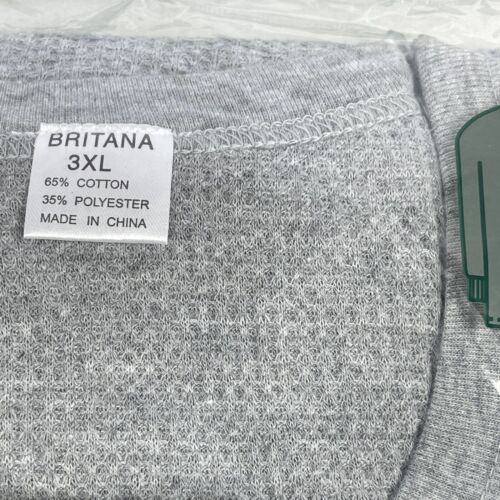 BRITANA
3XL
65% COTTON
35% POLYESTER
MADE IN CHINA